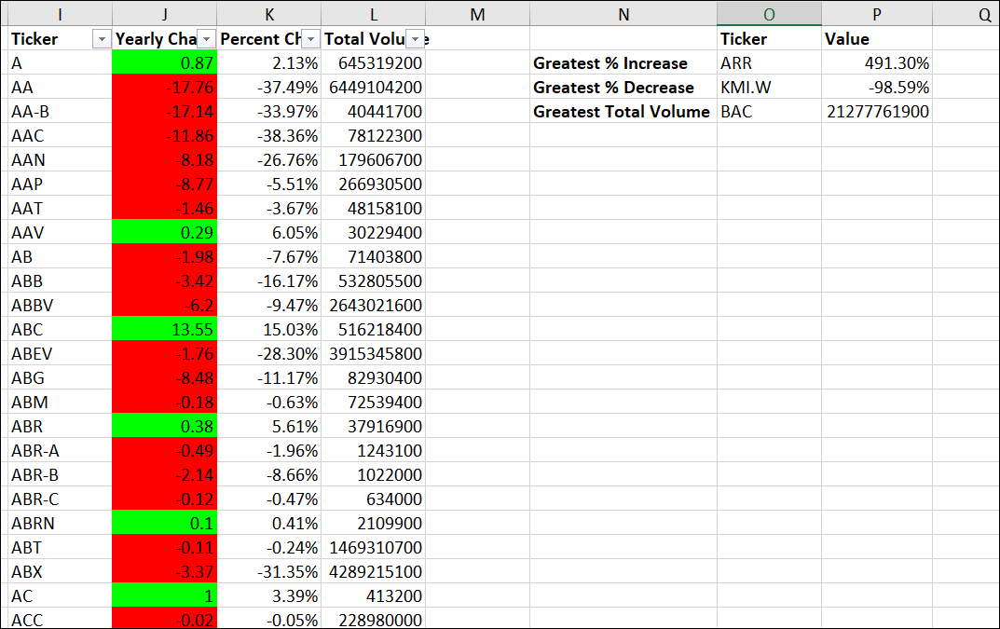 I J K L M N O P Q
Ticker Yearly Cha Percent Ch Total Volume Ticker Value
A 0.87 2.13% 645319200 Greatest % Increase ARR 491.30%
AA -17.76 -37.49% 6449104200 Greatest % Decrease KMI.W -98.59%
AA-B -17.14 -33.97% 40441700 Greatest Total Volume BAC 21277761900
AAC -11.86 -38.36% 78122300
AAN -8.18 -26.76% 179606700
AAP -8.77 -5.51% 266930500
AAT -1.46 -3.67% 48158100
AAV 0.29 6.05% 30229400
AB -1.98 -7.67% 71403800
ABB -3.42 -16.17% 532805500
ABBV -6.2 -9.47% 2643021600
ABC 13.55 15.03% 516218400
ABEV -1.76 -28.30% 3915345800
ABG -8.48 -11.17% 82930400
ABM -0.18 -0.63% 72539400
ABR 0.38 5.61% 37916900
ABR-A -0.49 -1.96% 1243100
ABR-B -2.14 -8.66% 1022000
ABR-C -0.12 -0.47% 634000
ABRN 0.1 0.41% 2109900
ABT -0.11 -0.24% 1469310700
ABX -3.37 -31.35% 4289215100
AC 1 3.39% 413200
ACC -0.02 -0.05% 228980000